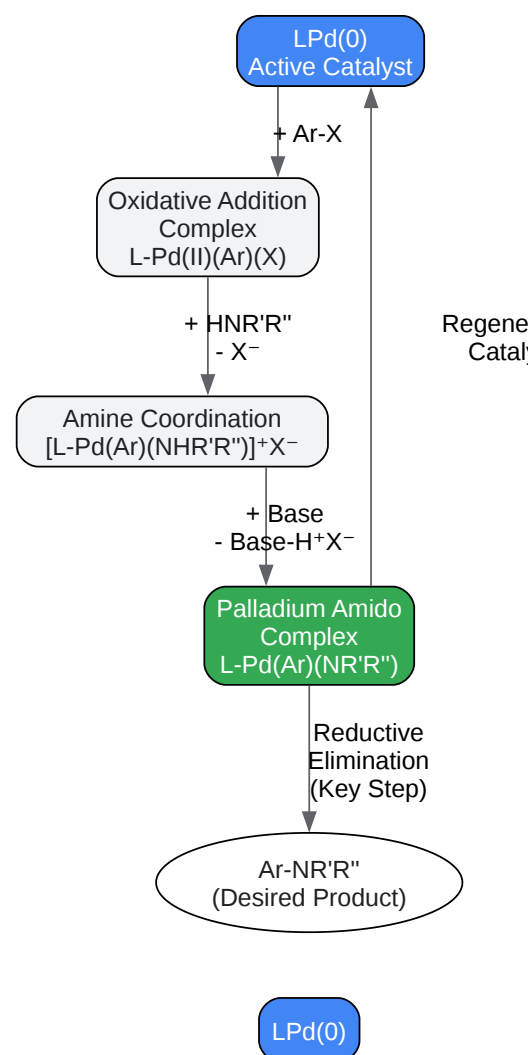 LPd(0)
Active Catalyst
+ Ar-X
Oxidative Addition
Complex
L-Pd(II)(Ar)(X)
+ HNR'R"
- X⁻
Amine Coordination
[L-Pd(Ar)(NHR'R")]⁺X⁻
+ Base
- Base-H⁺X⁻
Palladium Amido
Complex
L-Pd(Ar)(NR'R")
Reductive
Elimination
(Key Step)
Ar-NR'R"
(Desired Product)
LPd(0)